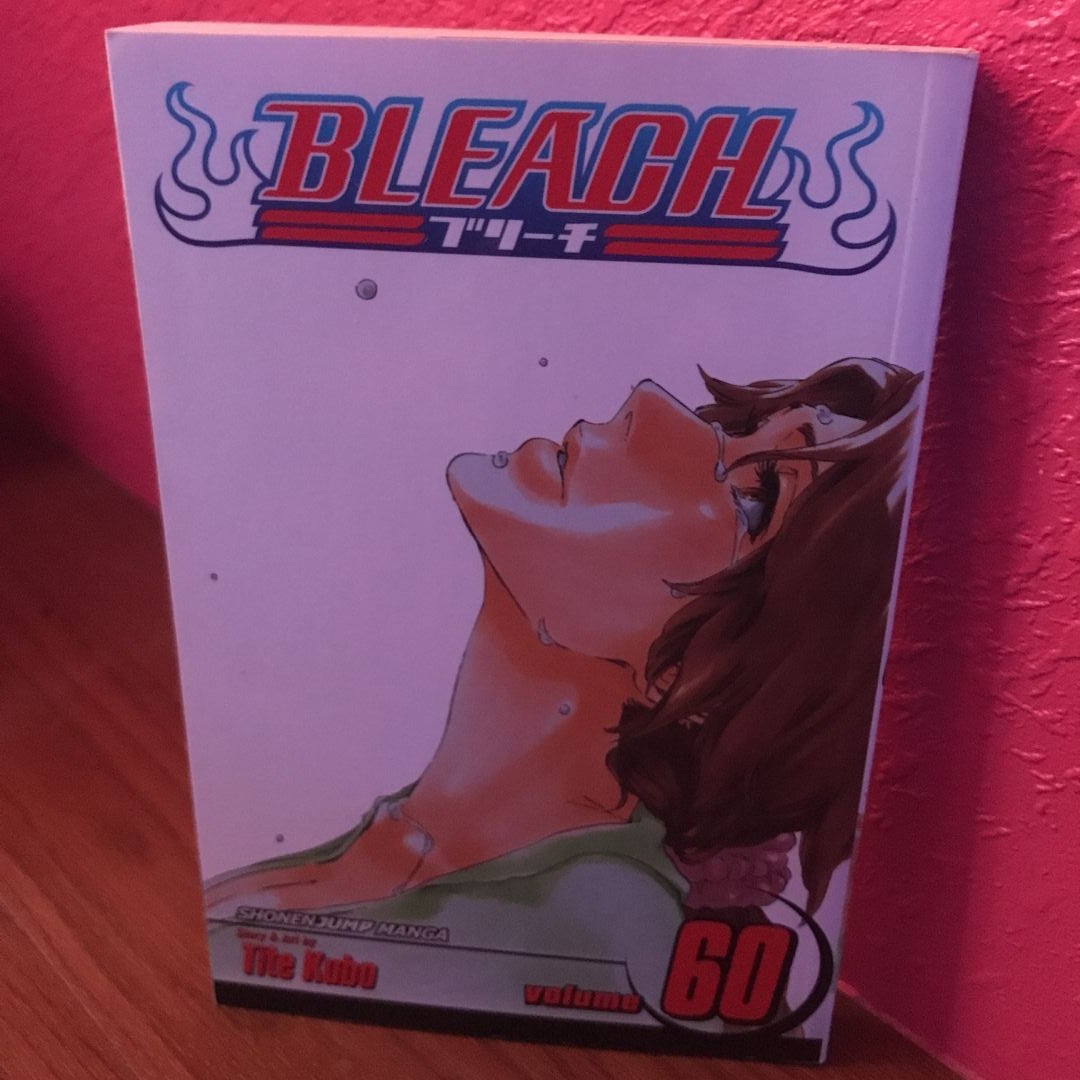 BLEACH
ブリーチ
SHONEN JUMP MANGA
Story & Art by
Tite Kubo
volume 60